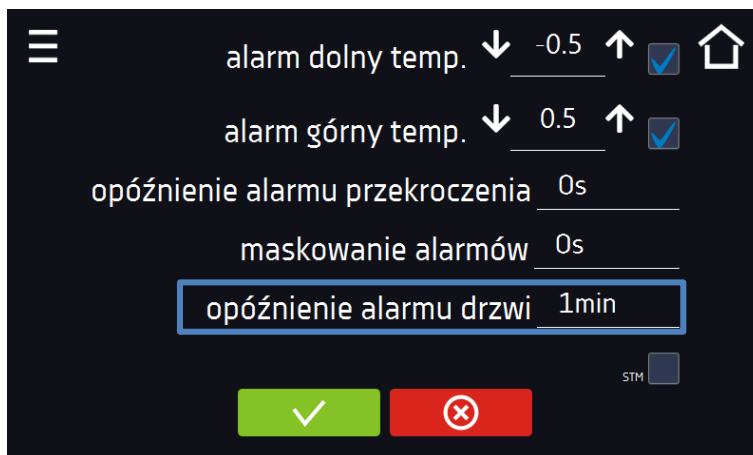 alarm dolny temp. -0.5
alarm górny temp. 0.5
opóźnienie alarmu przekroczenia 0s
maskowanie alarmów 0s
opóźnienie alarmu drzwi 1min
STM